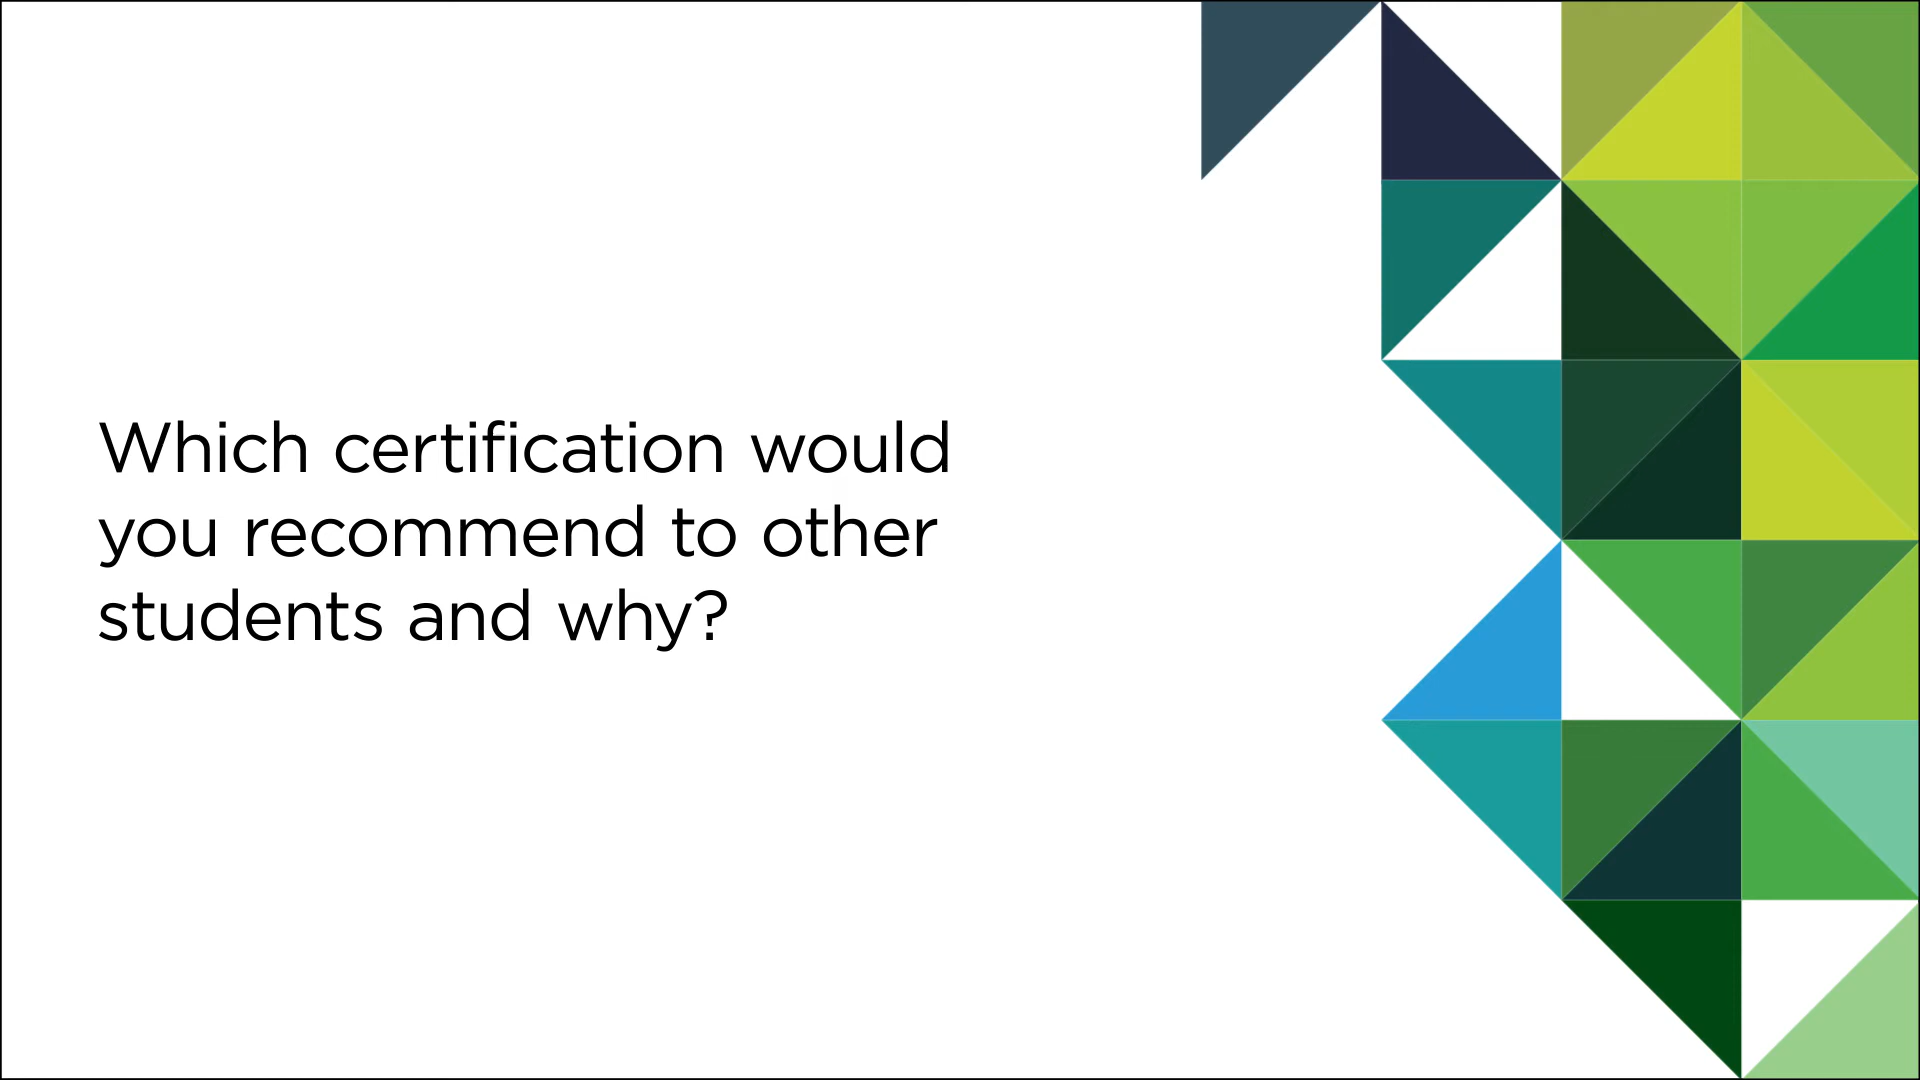 Which certification would
you recommend to other
students and why?